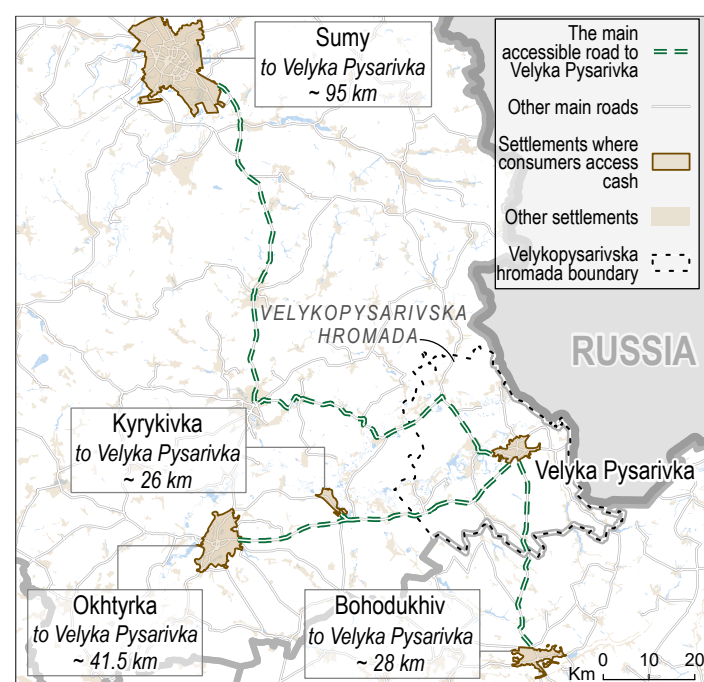 Sumy
to Velyka Pysarivka
~ 95 km
The main
accessible road to
Velyka Pysarivka
Other main roads
Settlements where
consumers access
cash
Other settlements
Velykopysarivska
hromada boundary
VELYKOPYSARIVSKA
HROMADA
RUSSIA
Kyrykivka
to Velyka Pysarivka
~ 26 km
Velyka Pysarivka
Okhtyrka
to Velyka Pysarivka
~ 41.5 km
Bohodukhiv
to Velyka Pysarivka
~ 28 km
Km 0 10 20